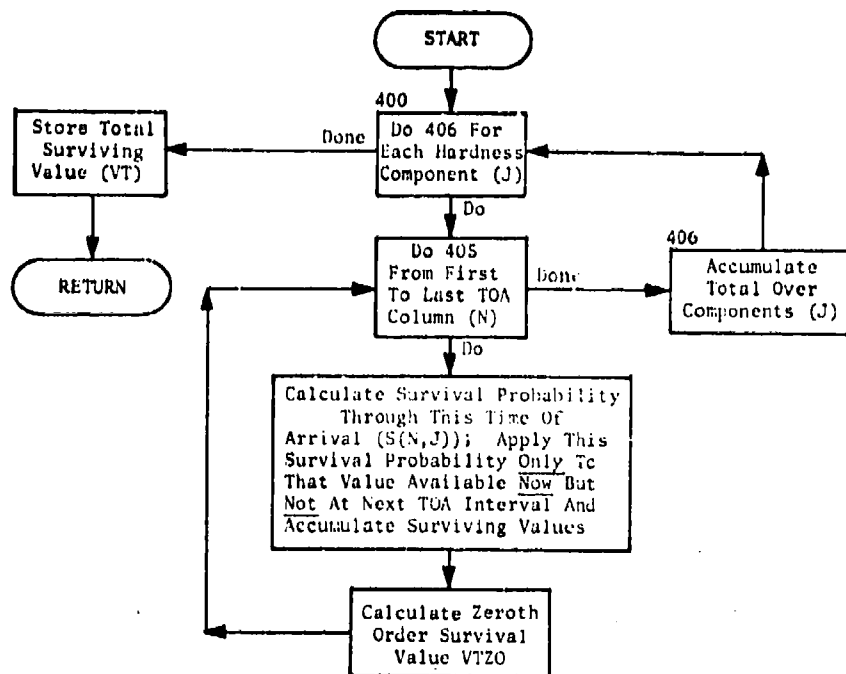 START
400
Do 406 For
Each Hardness
Component (J)
Done
Store Total
Surviving
Value (VT)
RETURN
Do
Do 405
From First
To Last TOA
Column (N)
Done
406
Accumulate
Total Over
Components (J)
Do
Calculate Survival Probability
Through This Time Of
Arrival (S(N,J)); Apply This
Survival Probability Only To
That Value Available Now But
Not At Next TOA Interval And
Accumulate Surviving Values
Calculate Zeroth
Order Survival
Value VTZO